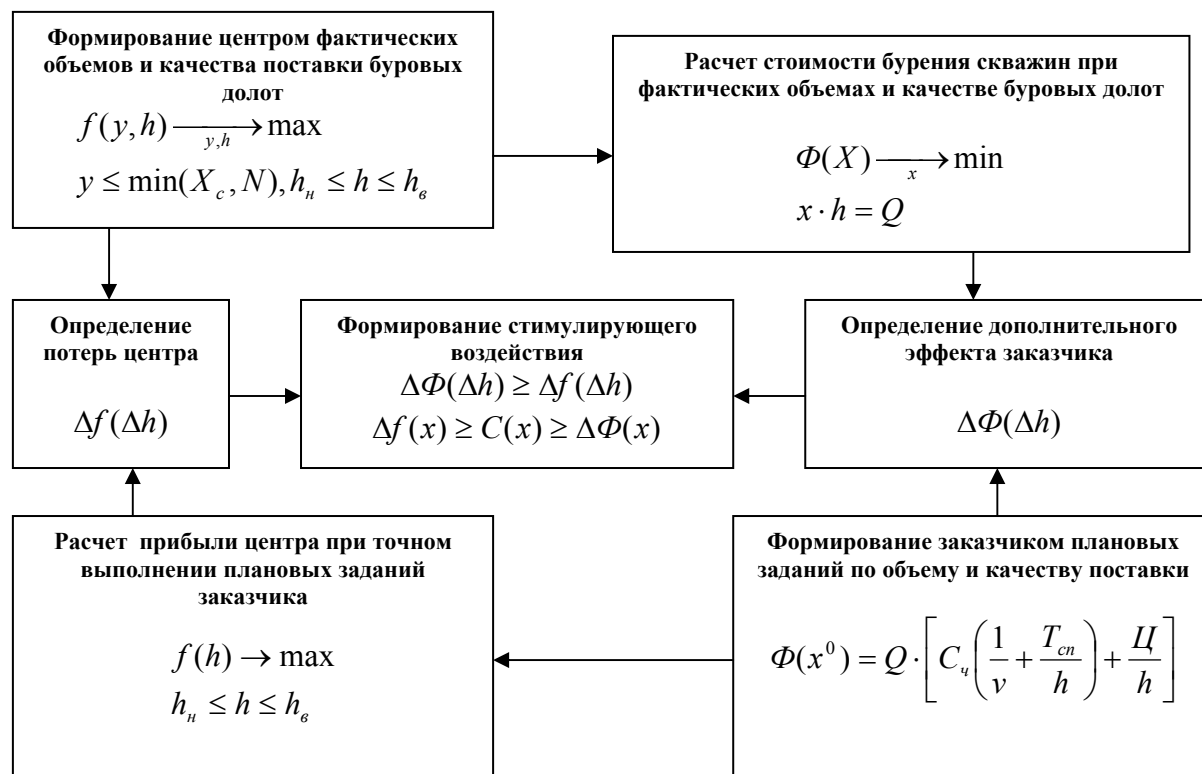 Формирование центром фактических
объемов и качества поставки буровых
долот
f(y,h) →_{y,h} max
y ≤ min(X_c, N), h_н ≤ h ≤ h_в
Расчет стоимости бурения скважин при
фактических объемах и качестве буровых долот
Φ(X) →_{x} min
x · h = Q
Определение
потерь центра
Δf(Δh)
Формирование стимулирующего
воздействия
ΔΦ(Δh) ≥ Δf(Δh)
Δf(x) ≥ C(x) ≥ ΔΦ(x)
Определение дополнительного
эффекта заказчика
ΔΦ(Δh)
Расчет прибыли центра при точном
выполнении плановых заданий
заказчика
f(h) → max
h_н ≤ h ≤ h_в
Формирование заказчиком плановых
заданий по объему и качеству поставки
Φ(x^0) = Q · [C_ч(1/v + T_сп/h) + Ц/h]